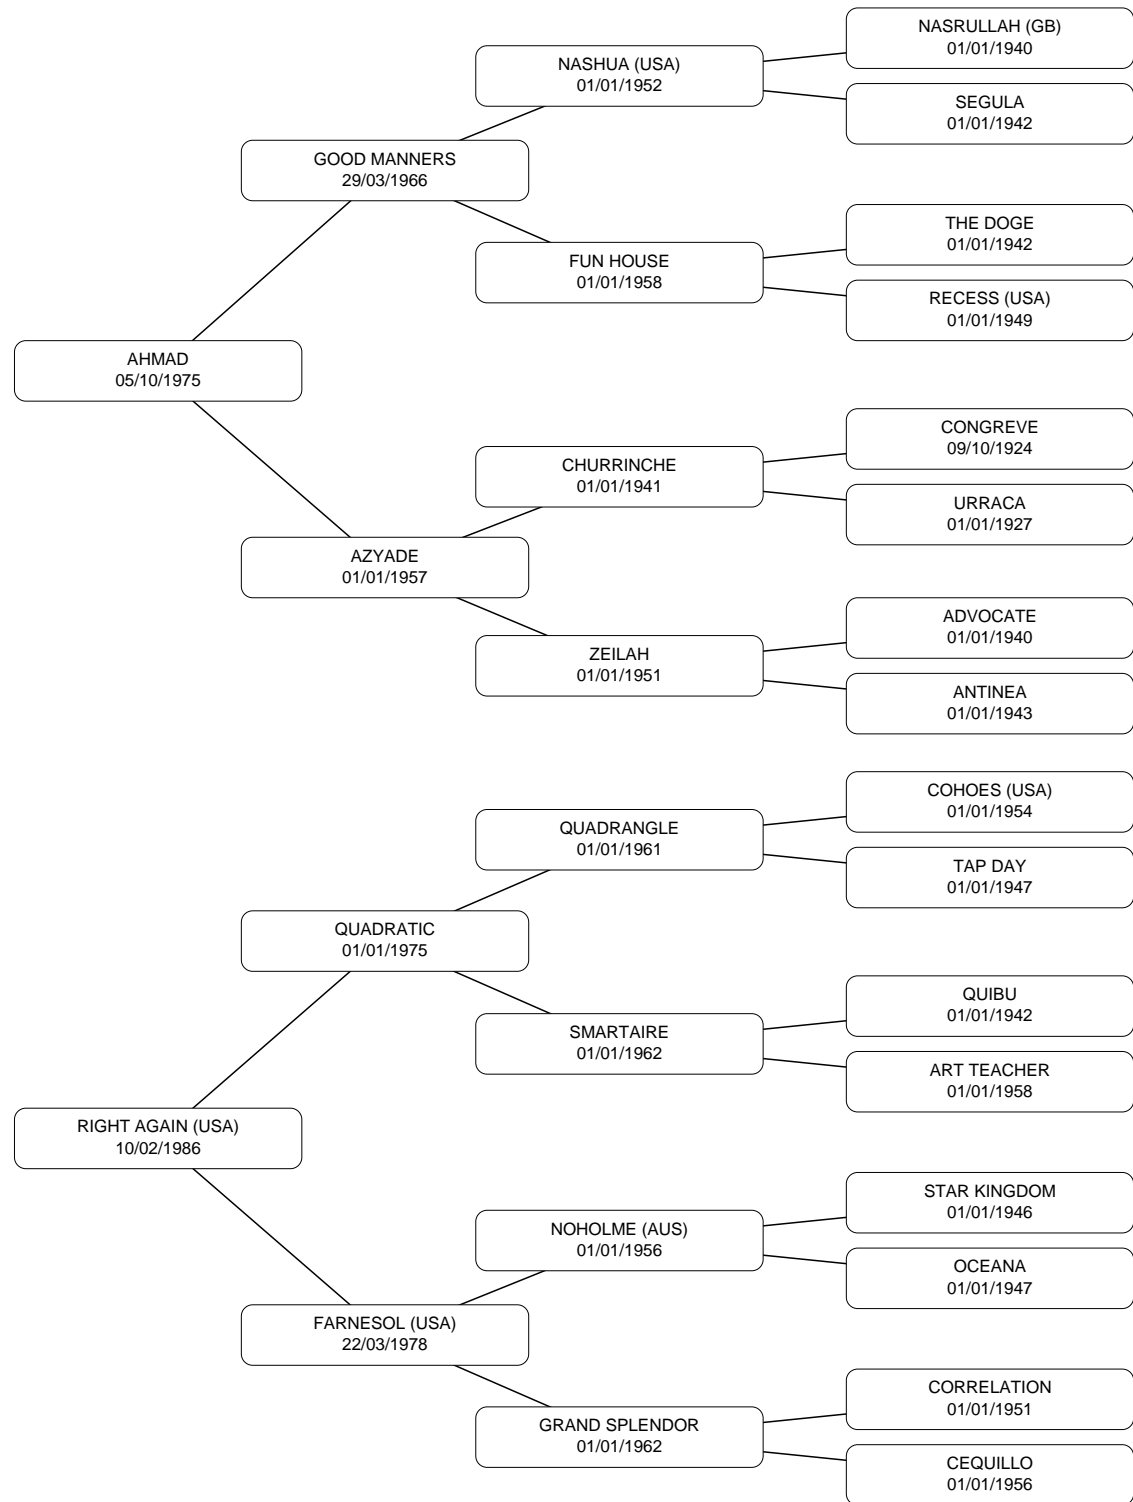 NASRULLAH (GB)
01/01/1940
NASHUA (USA)
01/01/1952
SEGULA
01/01/1942
GOOD MANNERS
29/03/1966
THE DOGE
01/01/1942
FUN HOUSE
01/01/1958
RECESS (USA)
01/01/1949
AHMAD
05/10/1975
CONGREVE
09/10/1924
CHURRINCHE
01/01/1941
URRACA
01/01/1927
AZYADE
01/01/1957
ADVOCATE
01/01/1940
ZEILAH
01/01/1951
ANTINEA
01/01/1943
COHOES (USA)
01/01/1954
QUADRANGLE
01/01/1961
TAP DAY
01/01/1947
QUADRATIC
01/01/1975
QUIBU
01/01/1942
SMARTAIRE
01/01/1962
ART TEACHER
01/01/1958
RIGHT AGAIN (USA)
10/02/1986
STAR KINGDOM
01/01/1946
NOHOLME (AUS)
01/01/1956
OCEANA
01/01/1947
FARNESOL (USA)
22/03/1978
CORRELATION
01/01/1951
GRAND SPLENDOR
01/01/1962
CEQUILLO
01/01/1956